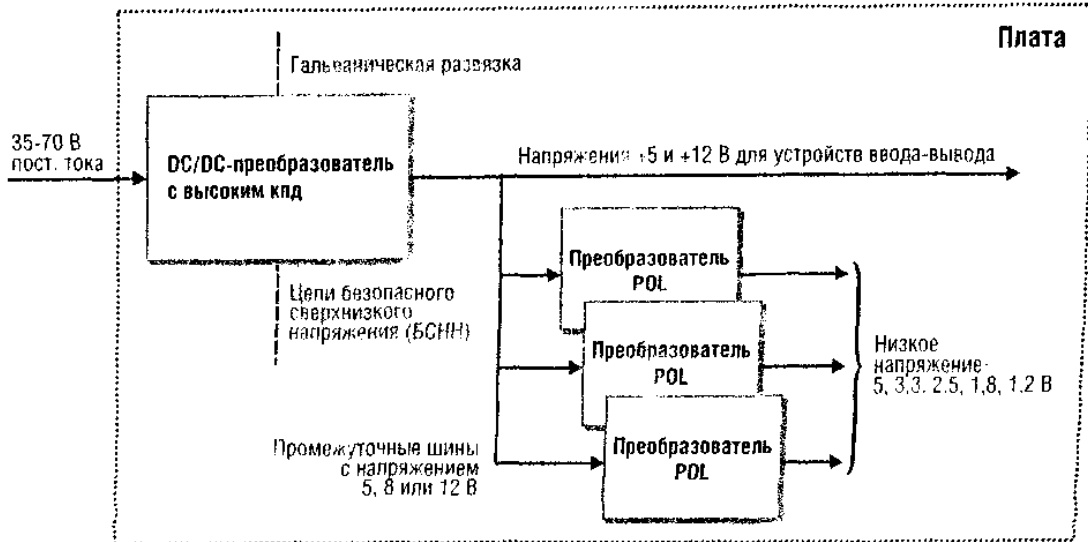 Плата
Гальваническая развязка
35-70 В
пост. тока
DC/DC-преобразователь
с высоким кпд
Напряжения +5 и +12 В для устройств ввода-вывода
Преобразователь
POL
Цепи безопасного
сверхнизкого
напряжения (БСНН)
Преобразователь
POL
Низкое
напряжение-
5, 3,3. 2.5, 1,8, 1.2 В
Промежуточные шины
с напряжением
5, 8 или 12 В
Преобразователь
POL